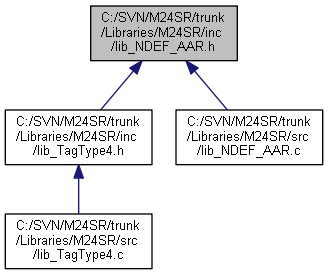 C:/SVN/M24SR/trunk
/Libraries/M24SR/inc
/lib_NDEF_AAR.h
C:/SVN/M24SR/trunk
/Libraries/M24SR/inc
/lib_TagType4.h
C:/SVN/M24SR/trunk
/Libraries/M24SR/src
/lib_NDEF_AAR.c
C:/SVN/M24SR/trunk
/Libraries/M24SR/src
/lib_TagType4.c